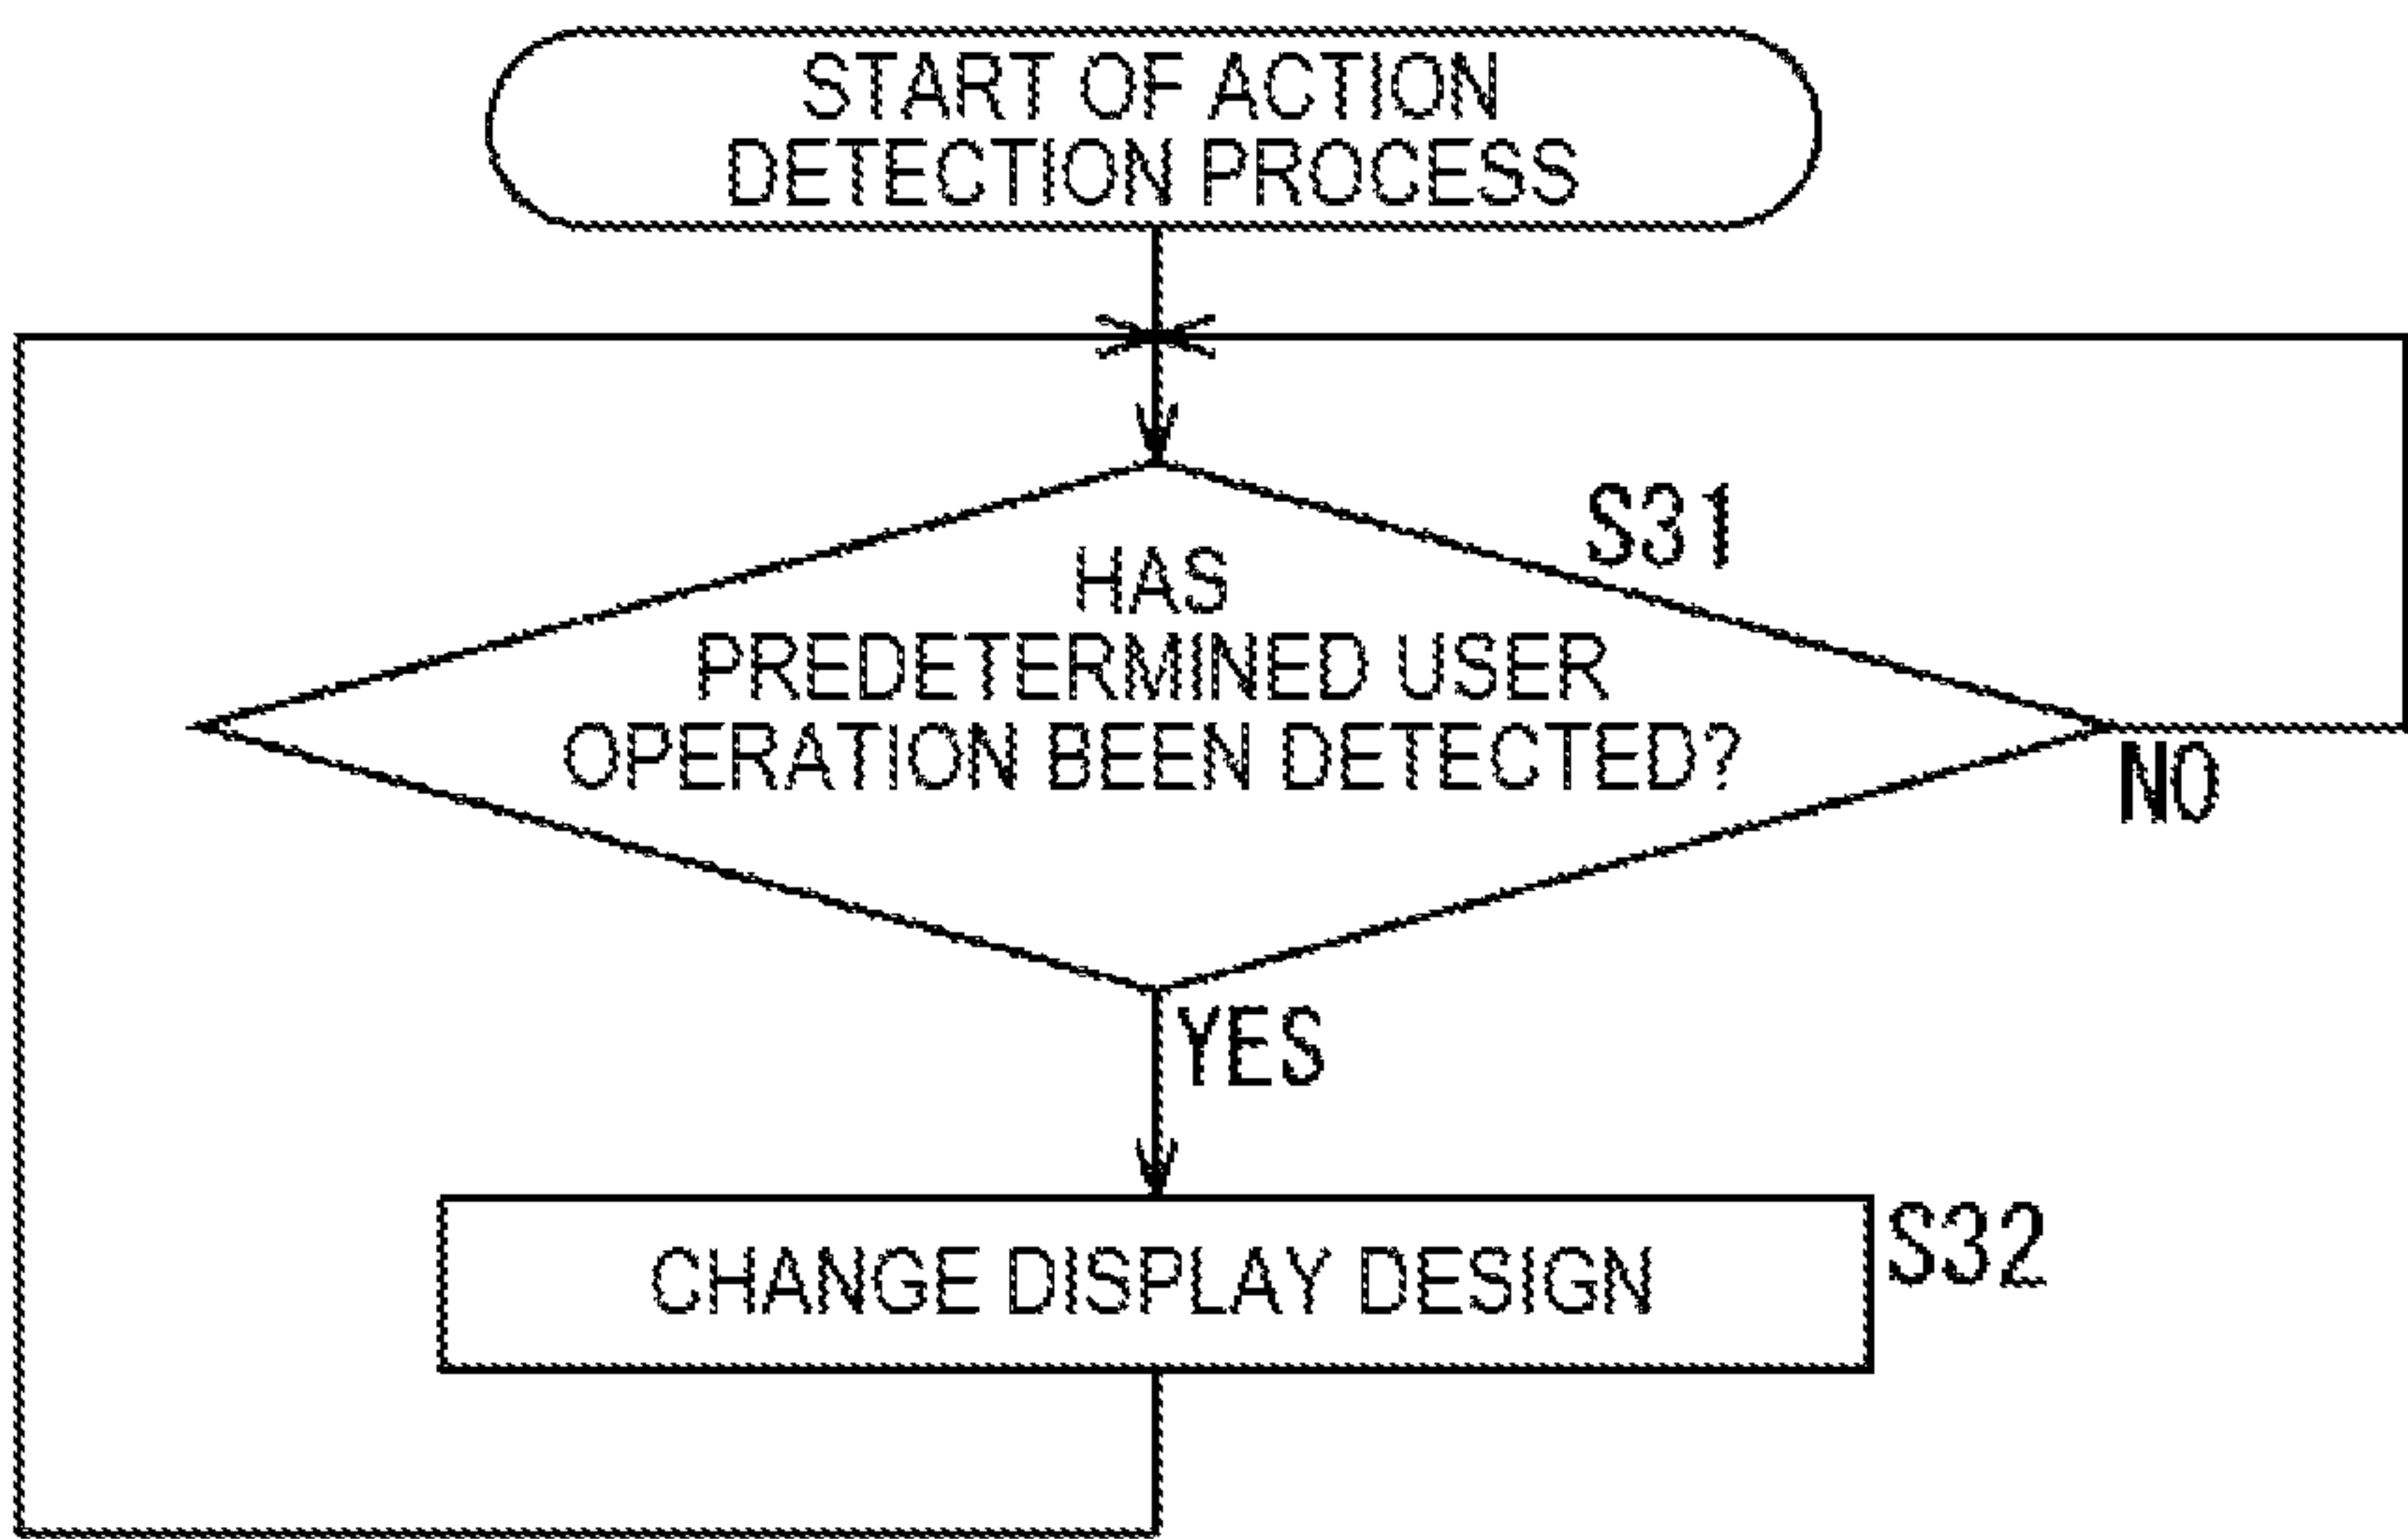 START OF ACTION
DETECTION PROCESS
S31
HAS
PREDETERMINED USER
OPERATION BEEN DETECTED?
NO
YES
CHANGE DISPLAY DESIGN
S32